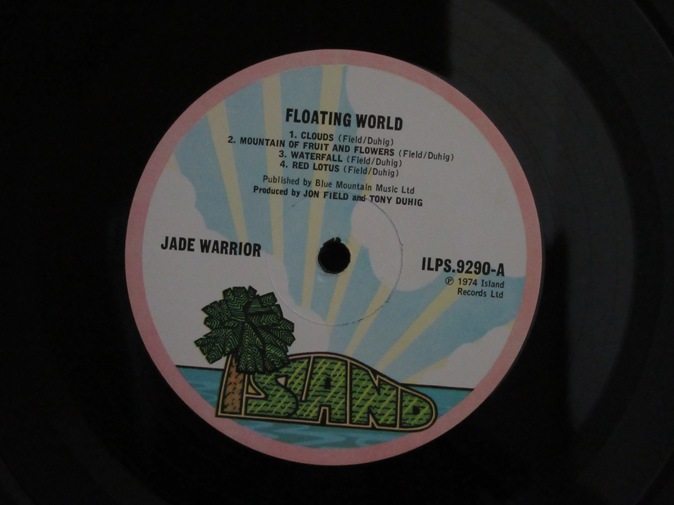 FLOATING WORLD
1. CLOUDS (Field/Duhig)
2. MOUNTAIN OF FRUIT AND FLOWERS (Field/Duhig)
3. WATERFALL (Field/Duhig)
4. RED LOTUS (Field/Duhig)
Published by Blue Mountain Music Ltd
Produced by JON FIELD and TONY DUHIG
JADE WARRIOR
ILPS.9290-A
℗ 1974 Island
Records Ltd
ISLAND